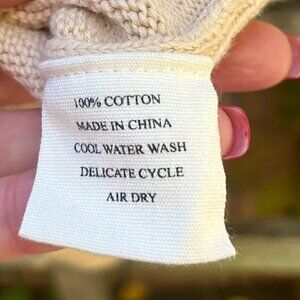 100% COTTON
MADE IN CHINA
COOL WATER WASH
DELICATE CYCLE
AIR DRY